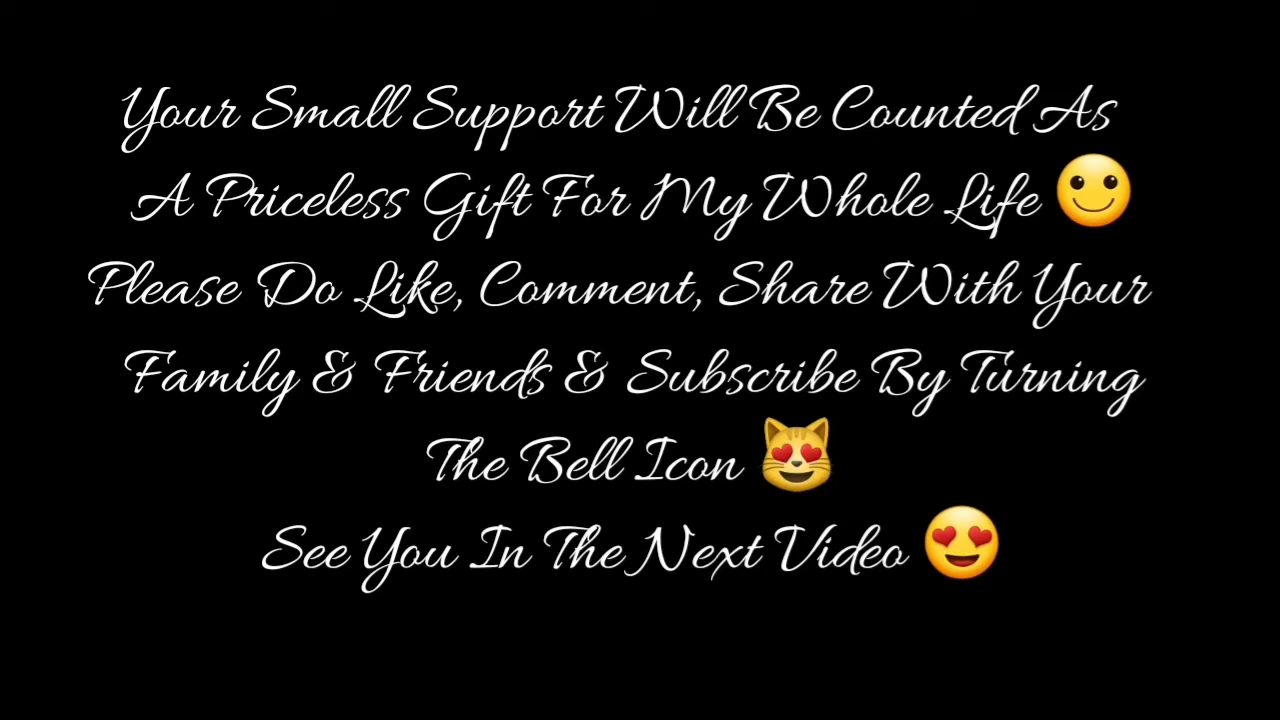 Your Small Support Will Be Counted As
A Priceless Gift For My Whole Life 🙂
Please Do Like, Comment, Share With Your
Family & Friends & Subscribe By Turning
The Bell Icon 😻
See You In The Next Video 😍